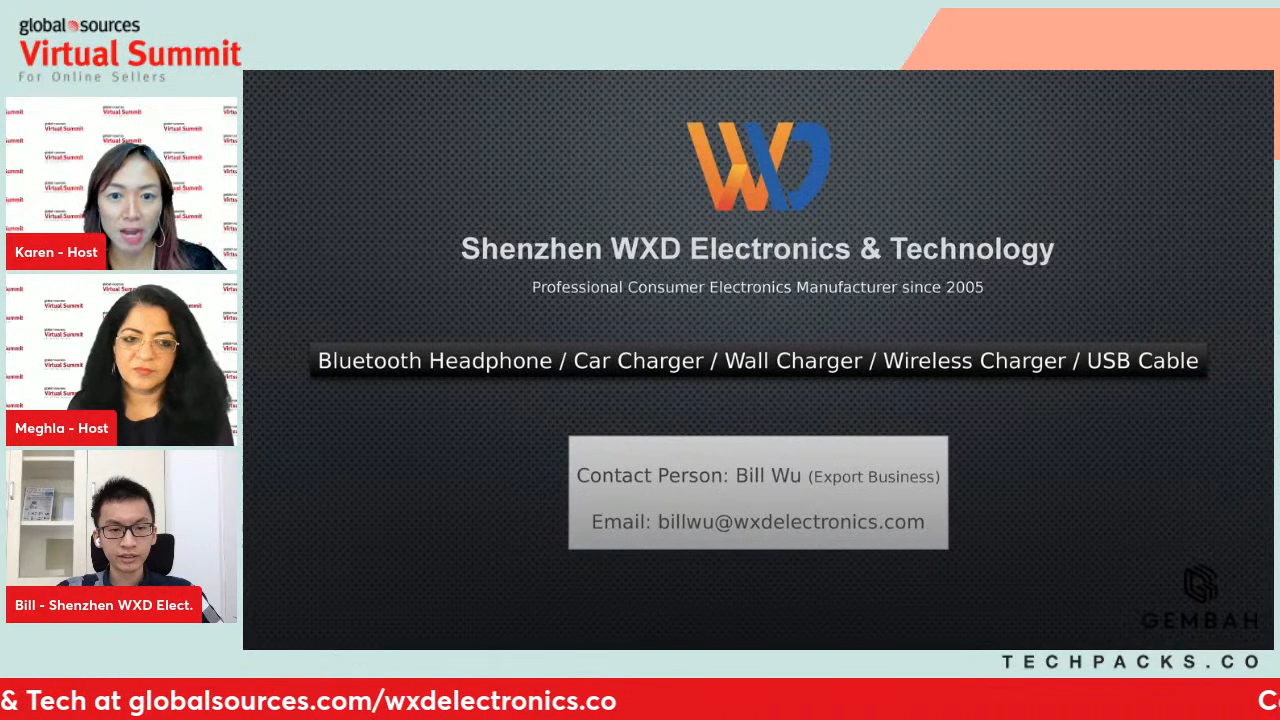 global sources
Virtual Summit
For Online Sellers
Karen - Host
Meghla - Host
Bill - Shenzhen WXD Elect.
WXD
Shenzhen WXD Electronics & Technology
Professional Consumer Electronics Manufacturer since 2005
Bluetooth Headphone / Car Charger / Wall Charger / Wireless Charger / USB Cable
Contact Person: Bill Wu (Export Business)
Email: billwu@wxdelectronics.com
GEMBAH
TECHPACKS.CO
& Tech at globalsources.com/wxdelectronics.co